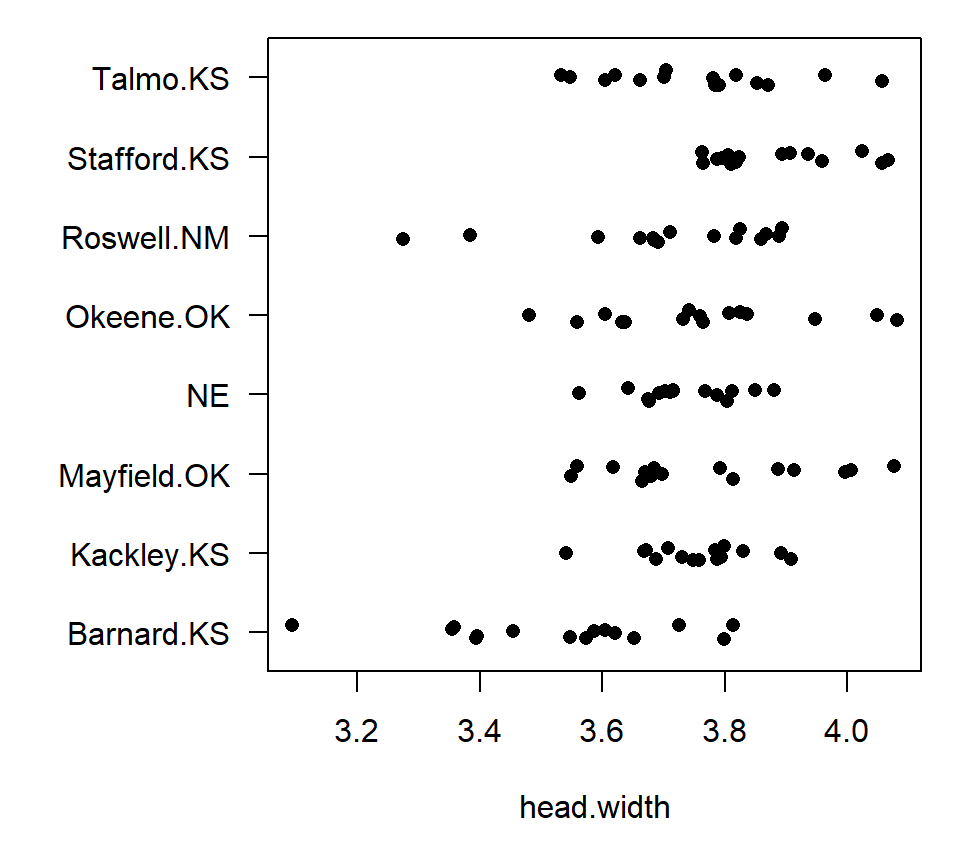 Talmo.KS
Stafford.KS
Roswell.NM
Okeene.OK
NE
Mayfield.OK
Kackley.KS
Barnard.KS
3.2 3.4 3.6 3.8 4.0
head.width